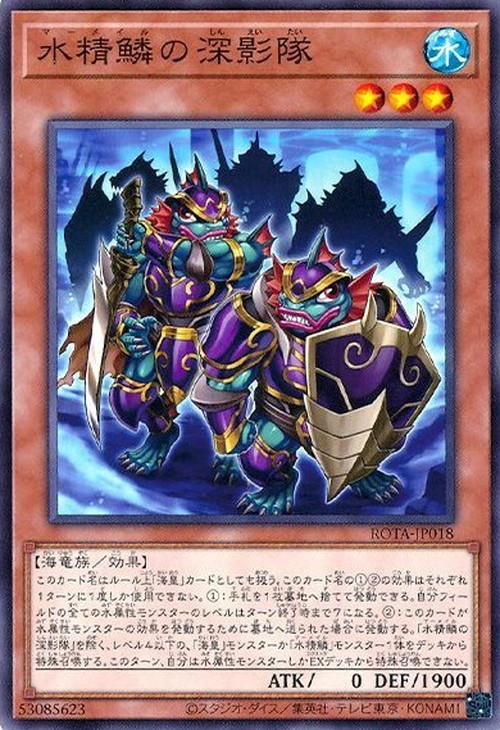 マーメイル しんえいたい
水精鱗の深影隊
水
ROTA-JP018
【海竜族／効果】
このカード名はルール上「海皇」カードとしても扱う。このカード名の①②の効果はそれぞれ
1ターンに1度しか使用できない。①：手札を1枚墓地へ捨てて発動できる。自分フィー
ルドの全ての水属性モンスターのレベルはターン終了時まで7になる。②：このカードが
水属性モンスターの効果を発動するために墓地へ送られた場合に発動する。「水精鱗
の深影隊」を除く、レベル4以下の、「海皇」モンスターか「水精鱗」モンスター1体をデッキから
特殊召喚する。このターン、自分は水属性モンスターしかEXデッキから特殊召喚できない。
ATK/ 0 DEF/1900
53085623
©スタジオ・ダイス／集英社・テレビ東京・KONAMI